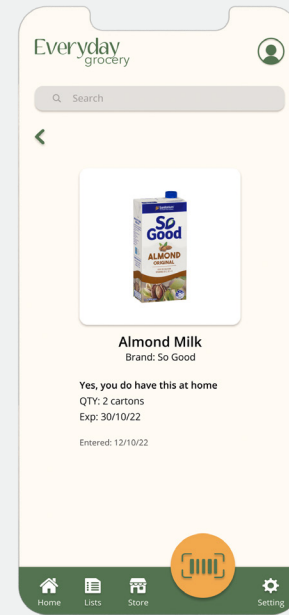 Everyday
grocery
Search
So
Good
ALMOND
ORIGINAL
Almond Milk
Brand: So Good
Yes, you do have this at home
QTY: 2 cartons
Exp: 30/10/22
Entered: 12/10/22
Home
Lists
Store
Setting